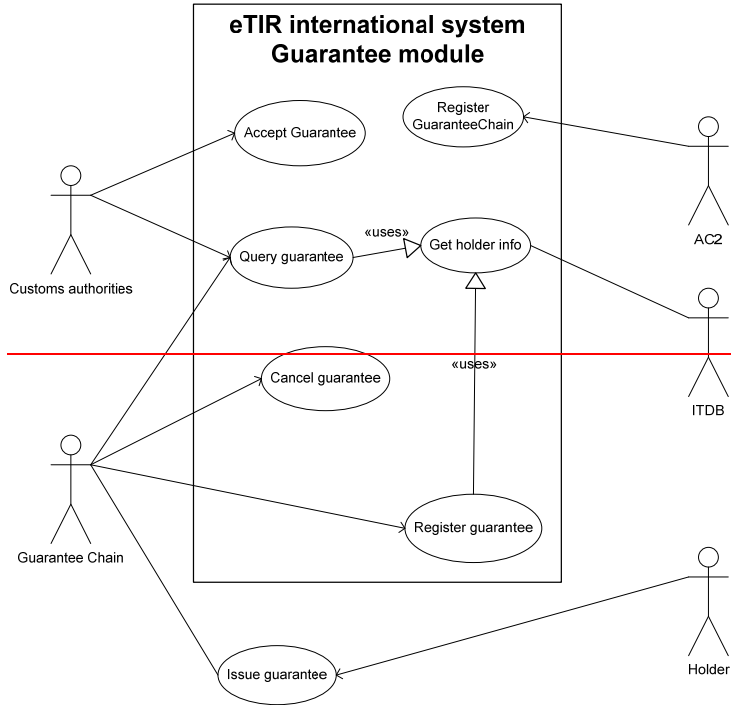 eTIR international system
Guarantee module
Register
GuaranteeChain
Accept Guarantee
AC2
«uses»
Get holder info
Query guarantee
Customs authorities
«uses»
Cancel guarantee
ITDB
Register guarantee
Guarantee Chain
Issue guarantee
Holder